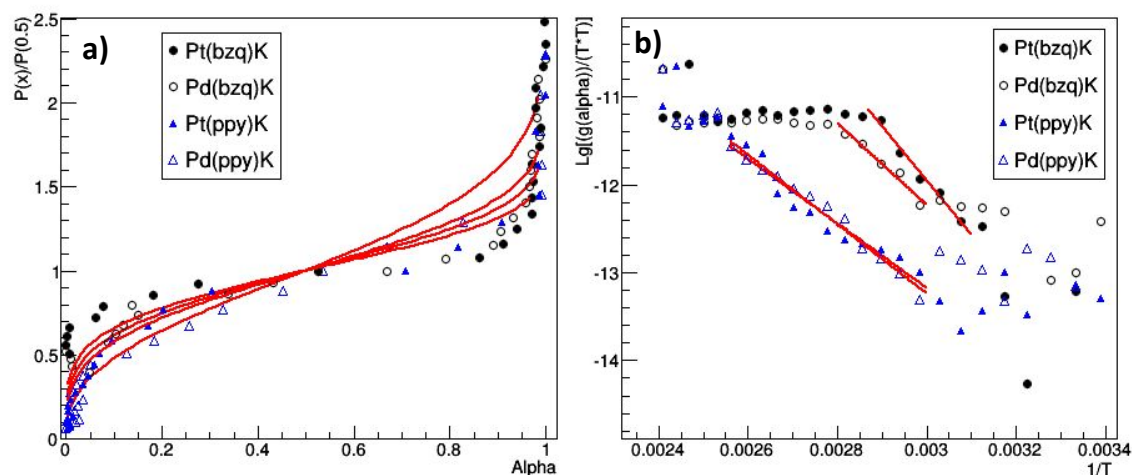 a)
P(x)/P(0.5)
2.5
2
1.5
1
0.5
0
Pt(bzq)K
Pd(bzq)K
Pt(ppy)K
Pd(ppy)K
0 0.2 0.4 0.6 0.8 1
Alpha
b)
Lg[(g(alpha))/(T*T)
-11
-12
-13
-14
Pt(bzq)K
Pd(bzq)K
Pt(ppy)K
Pd(ppy)K
0.0024 0.0026 0.0028 0.003 0.0032 0.0034
1/T